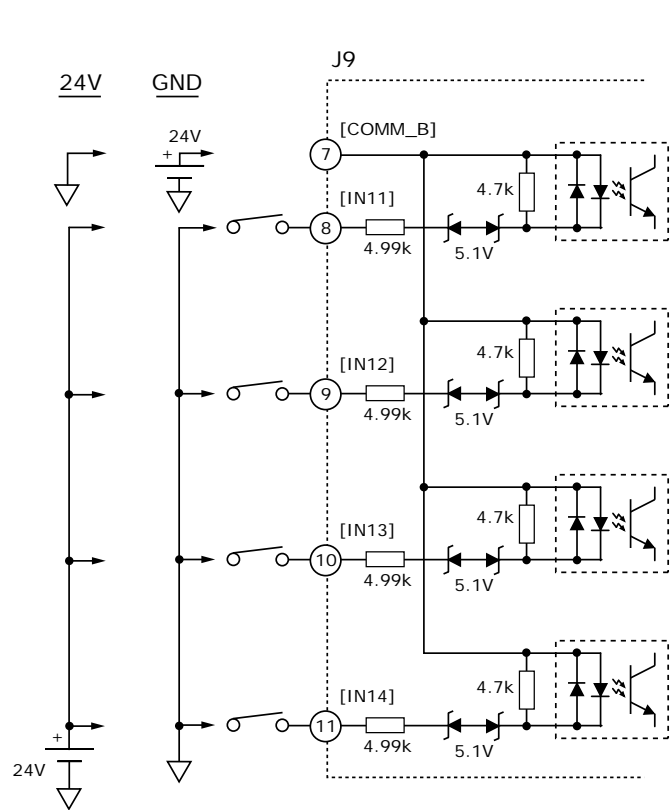 J9
24V
GND
[COMM_B]
24V
+
7
4.7k
[IN11]
8
4.99k
5.1V
4.7k
[IN12]
9
4.99k
5.1V
4.7k
[IN13]
10
4.99k
5.1V
4.7k
[IN14]
11
4.99k
5.1V
+
24V